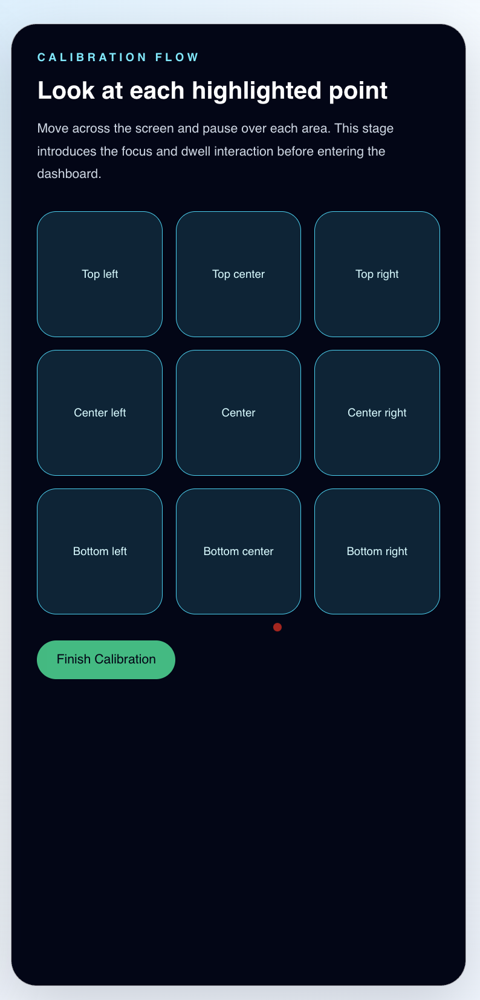 CALIBRATION FLOW
Look at each highlighted point
Move across the screen and pause over each area. This stage
introduces the focus and dwell interaction before entering the
dashboard.
Top left
Top center
Top right
Center left
Center
Center right
Bottom left
Bottom center
Bottom right
Finish Calibration